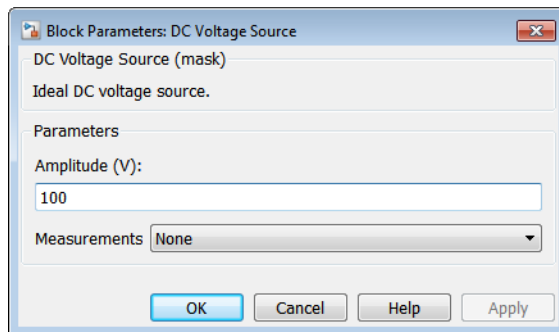 Block Parameters: DC Voltage Source
DC Voltage Source (mask)
Ideal DC voltage source.
Parameters
Amplitude (V):
100
Measurements None
OK Cancel Help Apply